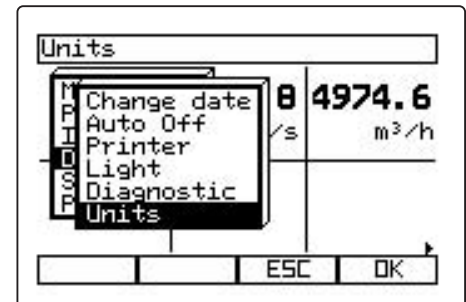 Units
8 4974.6
/s m³/h
Change date
Auto Off
Printer
Light
Diagnostic
Units
ESC OK